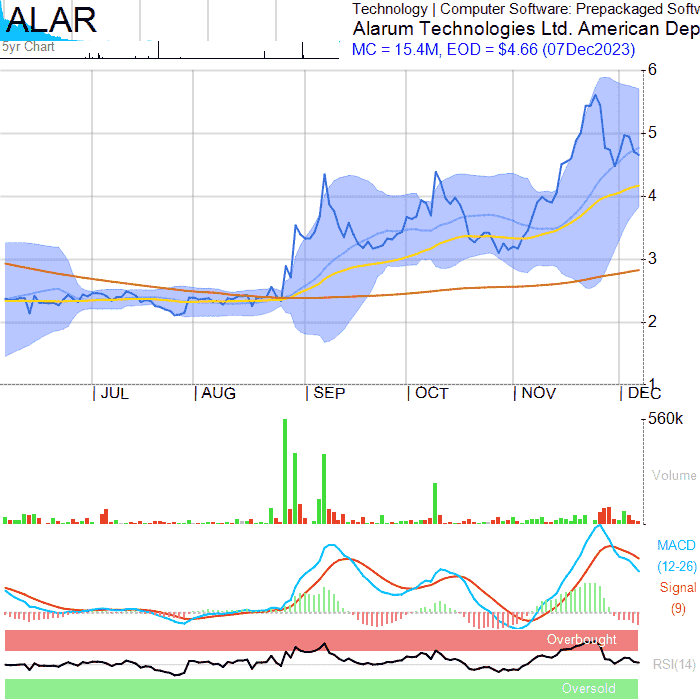 ALAR
5yr Chart
Technology | Computer Software: Prepackaged Softw
Alarum Technologies Ltd. American Dep
MC = 15.4M, EOD = $4.66 (07Dec2023)
6
5
4
3
2
1
JUL AUG SEP OCT NOV DEC
560k
Volume
MACD
(12-26)
Signal
(9)
Overbought
RSI(14)
Oversold